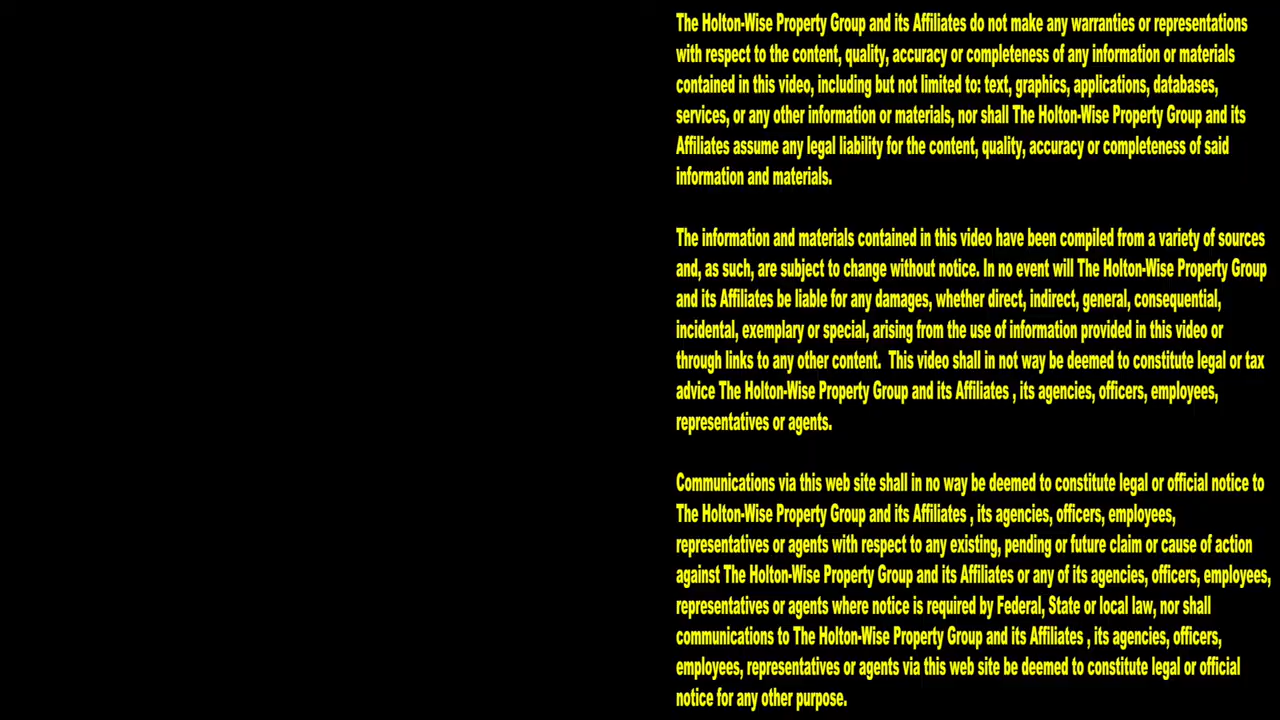 The Holton-Wise Property Group and its Affiliates do not make any warranties or representations
with respect to the content, quality, accuracy or completeness of any information or materials
contained in this video, including but not limited to: text, graphics, applications, databases,
services, or any other information or materials, nor shall The Holton-Wise Property Group and its
Affiliates assume any legal liability for the content, quality, accuracy or completeness of said
information and materials.
The information and materials contained in this video have been compiled from a variety of sources
and, as such, are subject to change without notice. In no event will The Holton-Wise Property Group
and its Affiliates be liable for any damages, whether direct, indirect, general, consequential,
incidental, exemplary or special, arising from the use of information provided in this video or
through links to any other content.  This video shall in not way be deemed to constitute legal or tax
advice The Holton-Wise Property Group and its Affiliates , its agencies, officers, employees,
representatives or agents.
Communications via this web site shall in no way be deemed to constitute legal or official notice to
The Holton-Wise Property Group and its Affiliates , its agencies, officers, employees,
representatives or agents with respect to any existing, pending or future claim or cause of action
against The Holton-Wise Property Group and its Affiliates or any of its agencies, officers, employees,
representatives or agents where notice is required by Federal, State or local law, nor shall
communications to The Holton-Wise Property Group and its Affiliates , its agencies, officers,
employees, representatives or agents via this web site be deemed to constitute legal or official
notice for any other purpose.